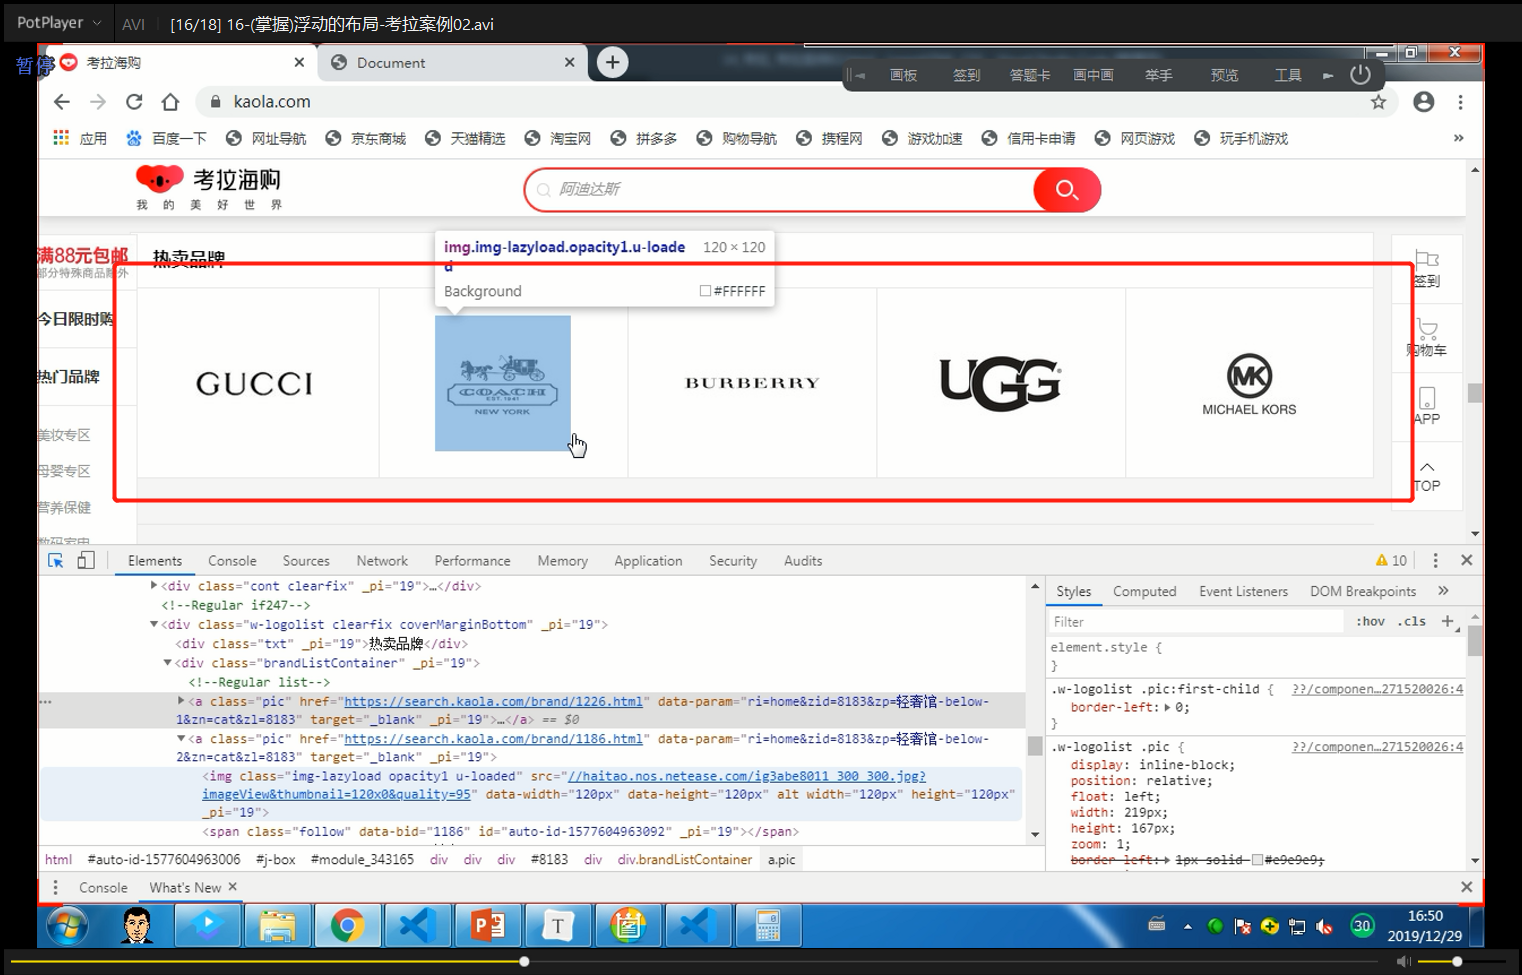 PotPlayer AVI [16/18] 16-(掌握)浮动的布局-考拉案例02.avi
暂停
考拉海购 Document
画板 签到 答题卡 画中画 举手 预览 工具
kaola.com
应用 百度一下 网址导航 京东商城 天猫精选 淘宝网 拼多多 购物导航 携程网 游戏加速 信用卡申请 网页游戏 玩手机游戏 »
考拉海购
我的美好世界
阿迪达斯
满88元包邮
部分特殊商品除外
今日限时购
热门品牌
美妆专区
母婴专区
营养保健
数码家电
热卖品牌
img.img-lazyload.opacity1.u-loade
d
120 × 120
Background #FFFFFF
GUCCI
COACH
EST. 1941
NEW YORK
BURBERRY
UGG
MK
MICHAEL KORS
签到
购物车
APP
TOP
Elements Console Sources Network Performance Memory Application Security Audits 10
<div class="cont clearfix" _pi="19">…</div>
<!--Regular if247-->
<div class="w-logolist clearfix coverMarginBottom" _pi="19">
<div class="txt" _pi="19">热卖品牌</div>
<div class="brandListContainer" _pi="19">
<!--Regular list-->
<a class="pic" href="https://search.kaola.com/brand/1226.html" data-param="ri=home&zid=8183&zp=轻奢馆-below-
1&zn=cat&zl=8183" target="_blank" _pi="19">…</a> == $0
<a class="pic" href="https://search.kaola.com/brand/1186.html" data-param="ri=home&zid=8183&zp=轻奢馆-below-
2&zn=cat&zl=8183" target="_blank" _pi="19">
<img class="img-lazyload opacity1 u-loaded" src="//haitao.nos.netease.com/ig3abe8011_300_300.jpg?
imageView&thumbnail=120x0&quality=95" data-width="120px" data-height="120px" alt width="120px" height="120px"
_pi="19">
<span class="follow" data-bid="1186" id="auto-id-1577604963092" _pi="19"></span>
html #auto-id-1577604963006 #j-box #module_343165 div div div #8183 div div.brandListContainer a.pic
Styles Computed Event Listeners DOM Breakpoints »
Filter :hov .cls +
element.style {
}
.w-logolist .pic:first-child { ??/componen…271520026:4
border-left: 0;
}
.w-logolist .pic { ??/componen…271520026:4
display: inline-block;
position: relative;
float: left;
width: 219px;
height: 167px;
zoom: 1;
border-left: 1px solid #e9e9e9;
Console What's New
30
16:50
2019/12/29